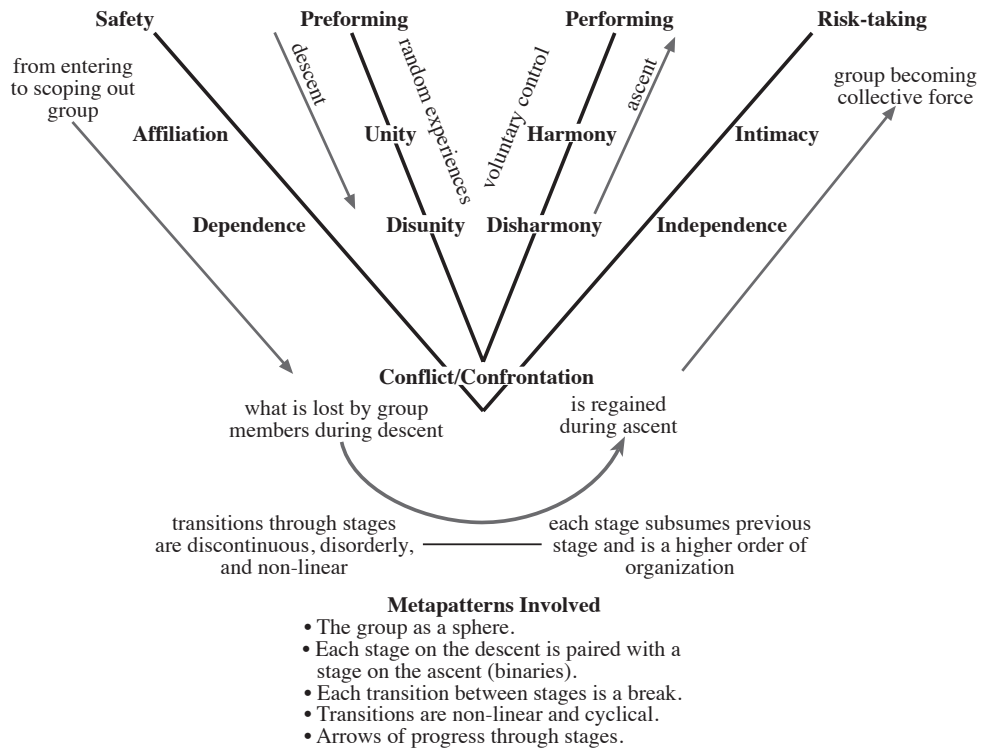 Safety
Preforming
Performing
Risk-taking
from entering
to scoping out
group
descent
random experiences
voluntary control
ascent
group becoming
collective force
Affiliation
Unity
Harmony
Intimacy
Dependence
Disunity
Disharmony
Independence
Conflict/Confrontation
what is lost by group
members during descent
is regained
during ascent
transitions through stages
are discontinuous, disorderly,
and non-linear
each stage subsumes previous
stage and is a higher order of
organization
Metapatterns Involved
• The group as a sphere.
• Each stage on the descent is paired with a
stage on the ascent (binaries).
• Each transition between stages is a break.
• Transitions are non-linear and cyclical.
• Arrows of progress through stages.